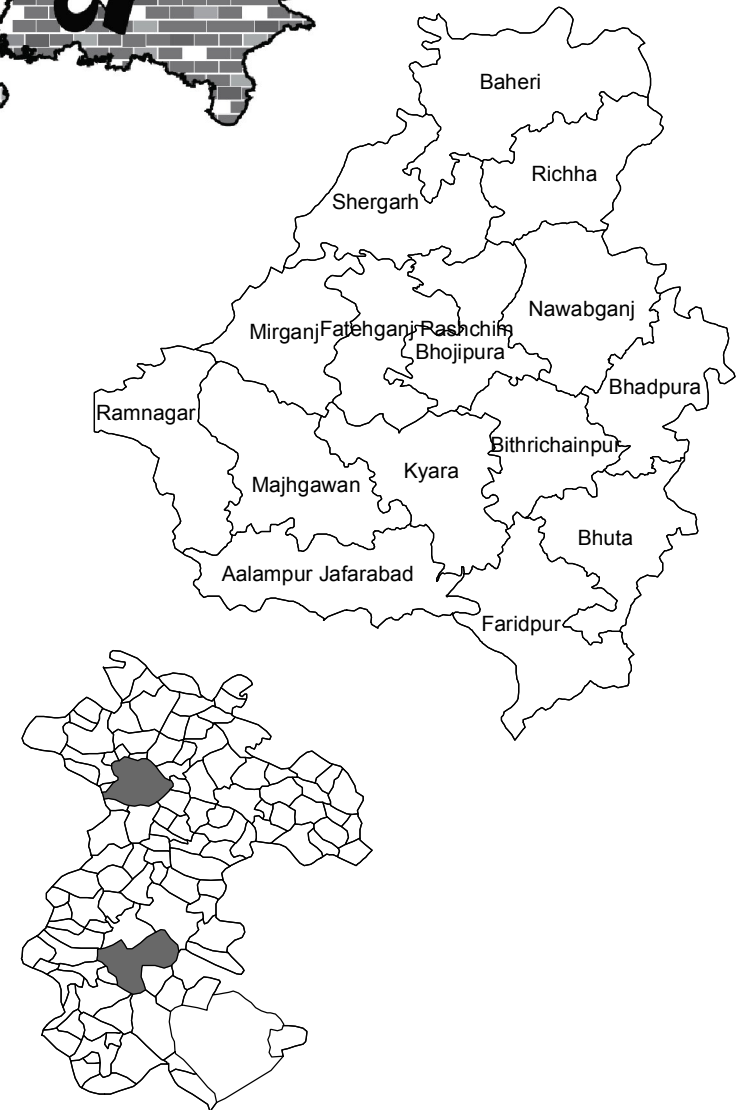 Baheri
Richha
Shergarh
Nawabganj
Mirganj
Fatehganj Pashchim
Bhojipura
Bhadpura
Ramnagar
Bithrichainpur
Kyara
Majhgawan
Bhuta
Aalampur Jafarabad
Faridpur